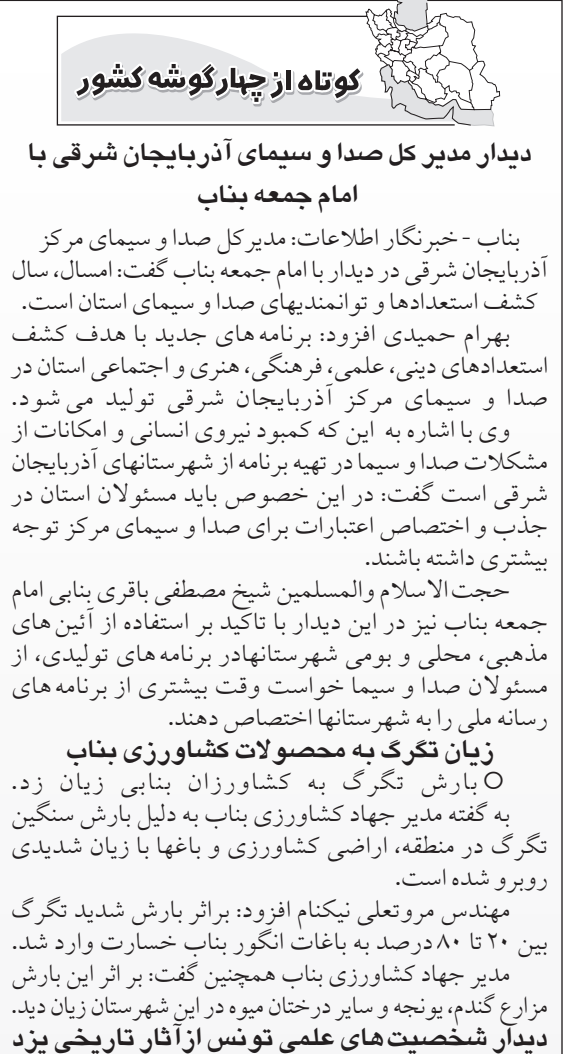 کوتاه از چهارگوشه کشور
دیدار مدیر کل صدا و سیمای آذربایجان شرقی با
امام جمعه بناب
بناب - خبرنگار اطلاعات: مدیرکل صدا و سیمای مرکز
آذربایجان شرقی در دیدار با امام جمعه بناب گفت: امسال، سال
کشف استعدادها و توانمندیهای صدا و سیمای استان است.
بهرام حمیدی افزود: برنامه های جدید با هدف کشف
استعدادهای دینی، علمی، فرهنگی، هنری و اجتماعی استان در
صدا و سیمای مرکز آذربایجان شرقی تولید می شود.
وی با اشاره به این که کمبود نیروی انسانی و امکانات از
مشکلات صدا و سیما در تهیه برنامه از شهرستانهای آذربایجان
شرقی است گفت: در این خصوص باید مسئولان استان در
جذب و اختصاص اعتبارات برای صدا و سیمای مرکز توجه
بیشتری داشته باشند.
حجت‌الاسلام والمسلمین شیخ مصطفی باقری بنابی امام
جمعه بناب نیز در این دیدار با تاکید بر استفاده از آئین های
مذهبی، محلی و بومی شهرستانهادر برنامه های تولیدی، از
مسئولان صدا و سیما خواست وقت بیشتری از برنامه های
رسانه ملی را به شهرستانها اختصاص دهند.
زیان تگرگ به محصولات کشاورزی بناب
○ بارش تگرگ به کشاورزان بنابی زیان زد.
به گفته مدیر جهاد کشاورزی بناب به دلیل بارش سنگین
تگرگ در منطقه، اراضی کشاورزی و باغها با زیان شدیدی
روبرو شده است.
مهندس مروتعلی نیکنام افزود: براثر بارش شدید تگرگ
بین ۲۰ تا ۸۰ درصد به باغات انگور بناب خسارت وارد شد.
مدیر جهاد کشاورزی بناب همچنین گفت: بر اثر این بارش
مزارع گندم، یونجه و سایر درختان میوه در این شهرستان زیان دید.
دیدار شخصیت‌های علمی تونس ازآثار تاریخی یزد